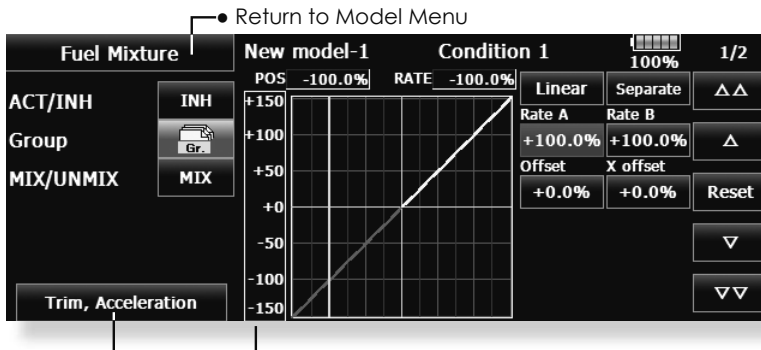 Return to Model Menu
Fuel Mixture
New model-1
Condition 1
100%
1/2
POS
-100.0%
RATE
-100.0%
ACT/INH
INH
Group
Gr.
MIX/UNMIX
MIX
Trim, Acceleration
+150
+100
+50
+0
-50
-100
-150
Linear
Separate
Rate A
Rate B
+100.0%
+100.0%
Offset
X offset
+0.0%
+0.0%
Reset